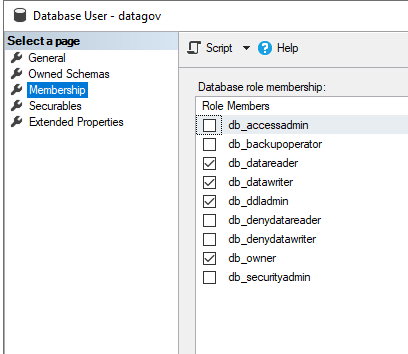 Database User - datagov
Select a page
General
Owned Schemas
Membership
Securables
Extended Properties
Script
Help
Database role membership:
Role Members
db_accessadmin
db_backupoperator
db_datareader
db_datawriter
db_ddladmin
db_denydatareader
db_denydatawriter
db_owner
db_securityadmin